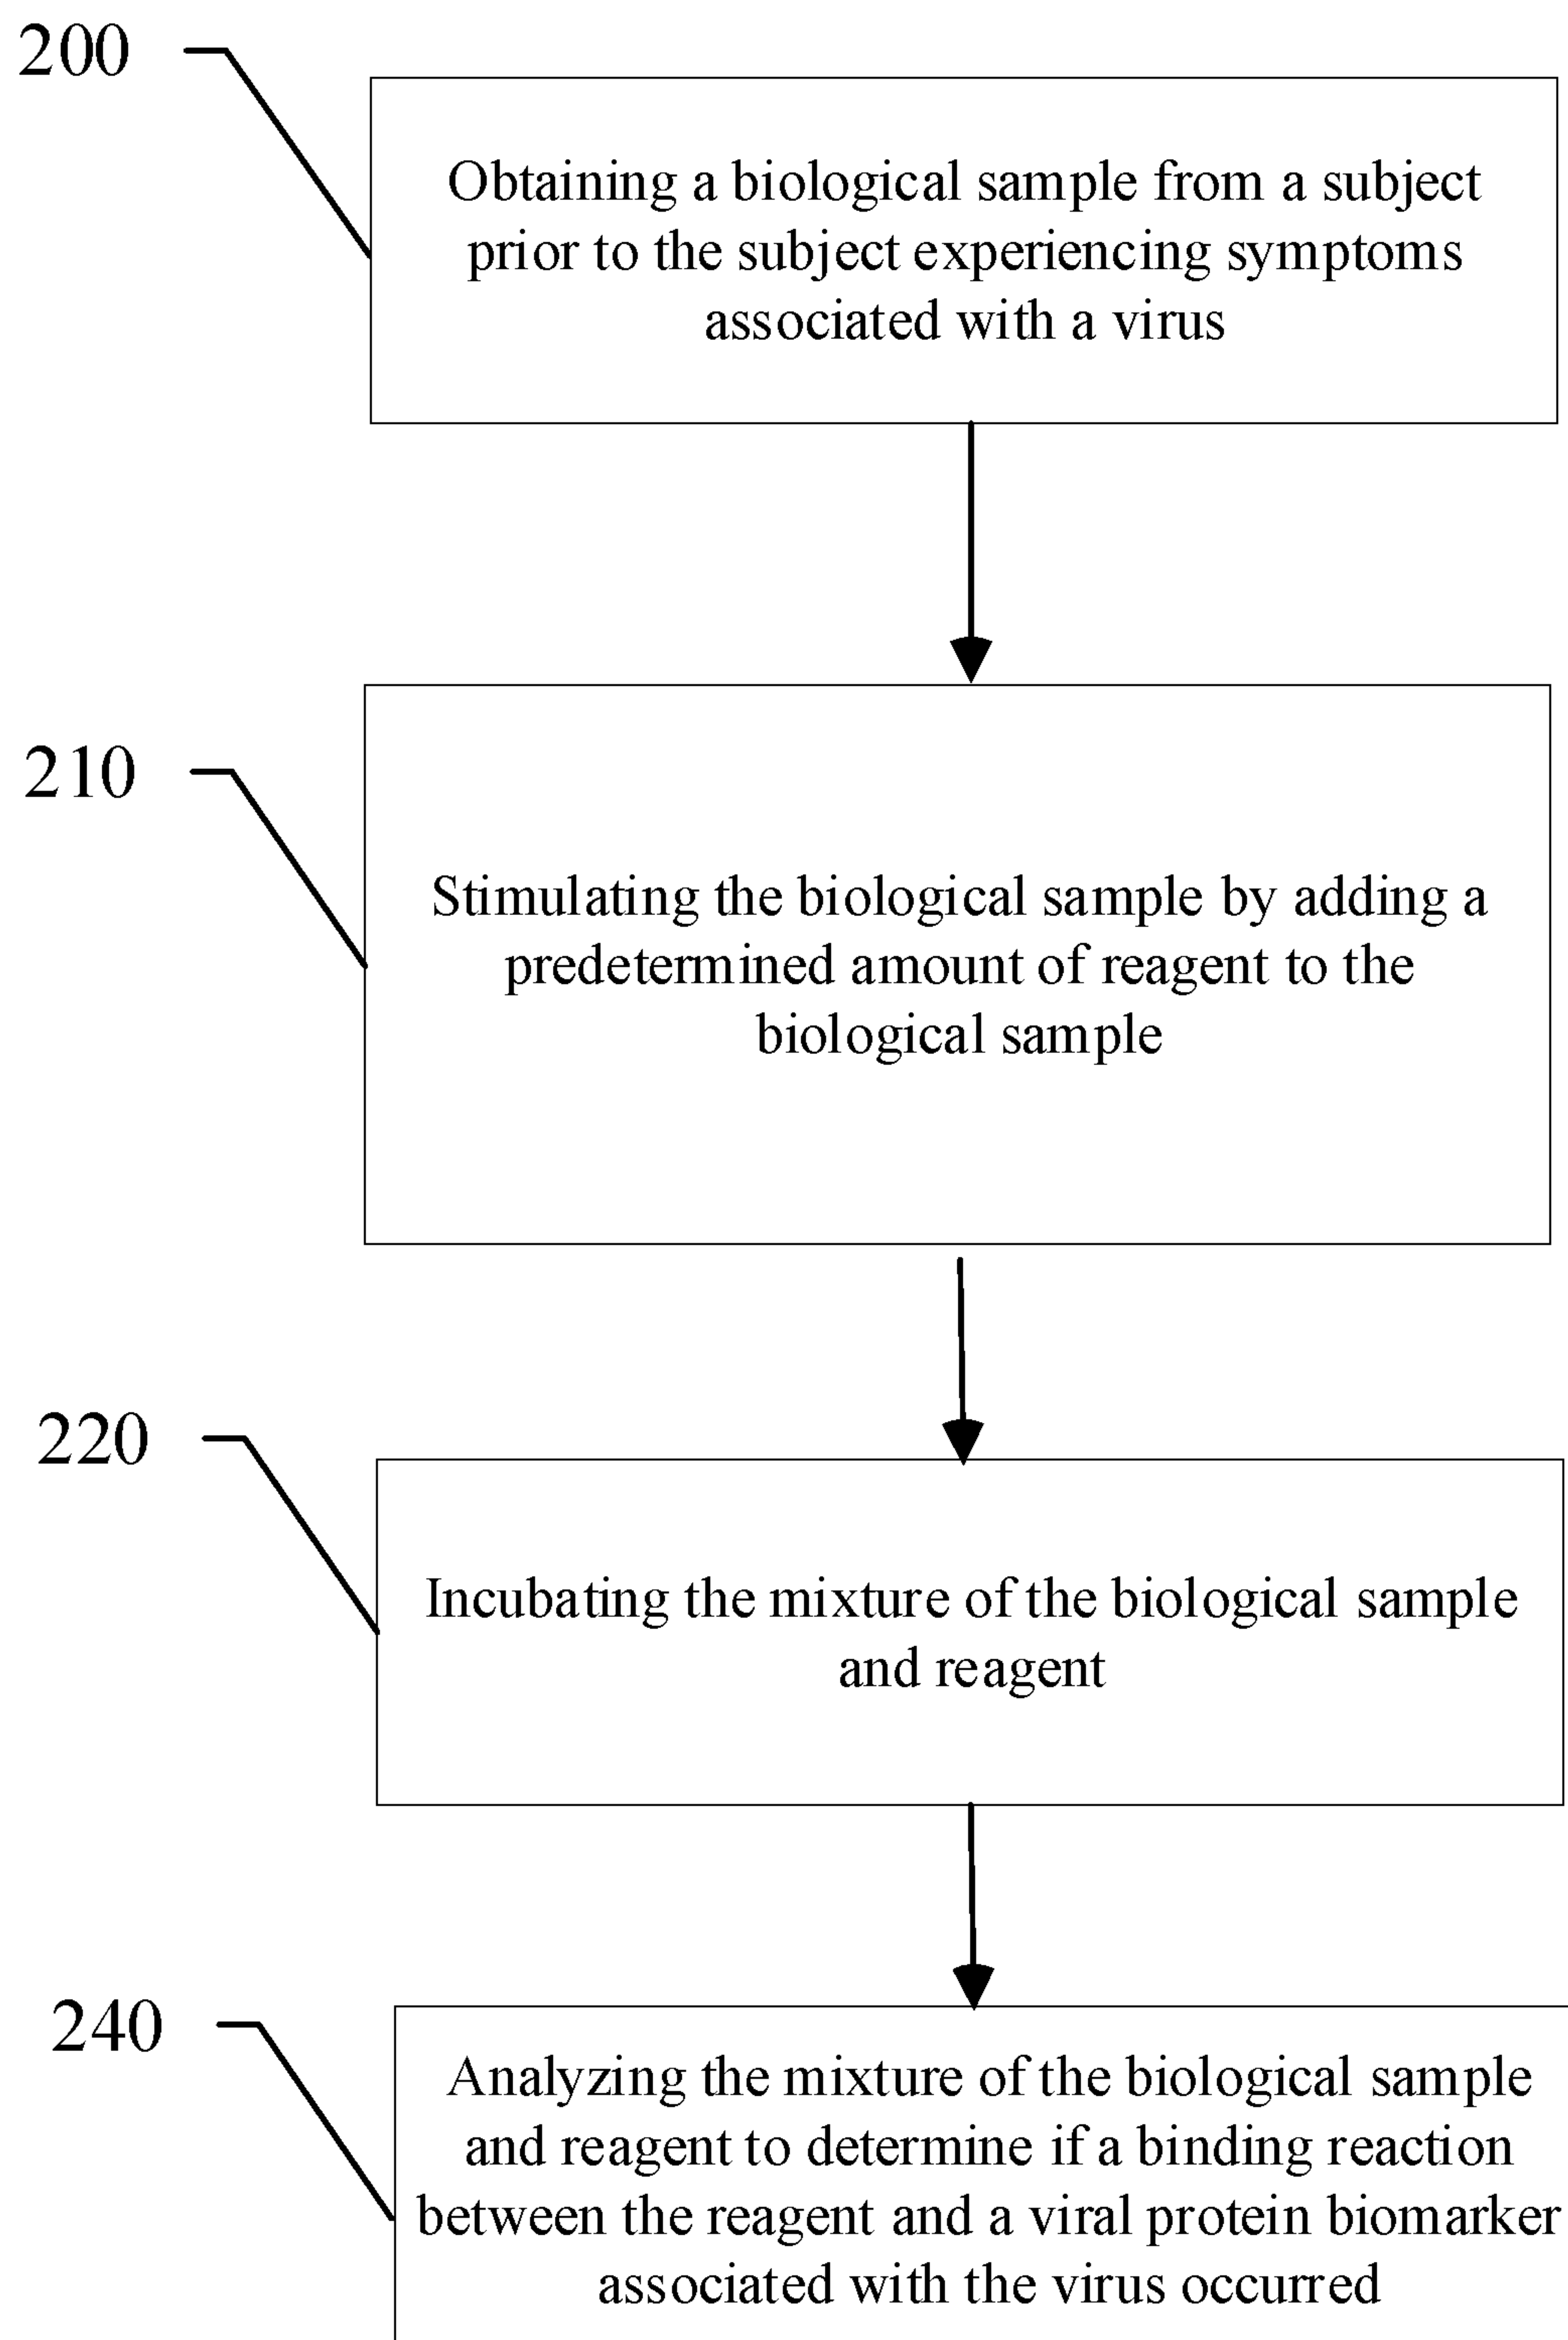 200
Obtaining a biological sample from a subject
prior to the subject experiencing symptoms
associated with a virus
210
Stimulating the biological sample by adding a
predetermined amount of reagent to the
biological sample
220
Incubating the mixture of the biological sample
and reagent
240
Analyzing the mixture of the biological sample
and reagent to determine if a binding reaction
between the reagent and a viral protein biomarker
associated with the virus occurred